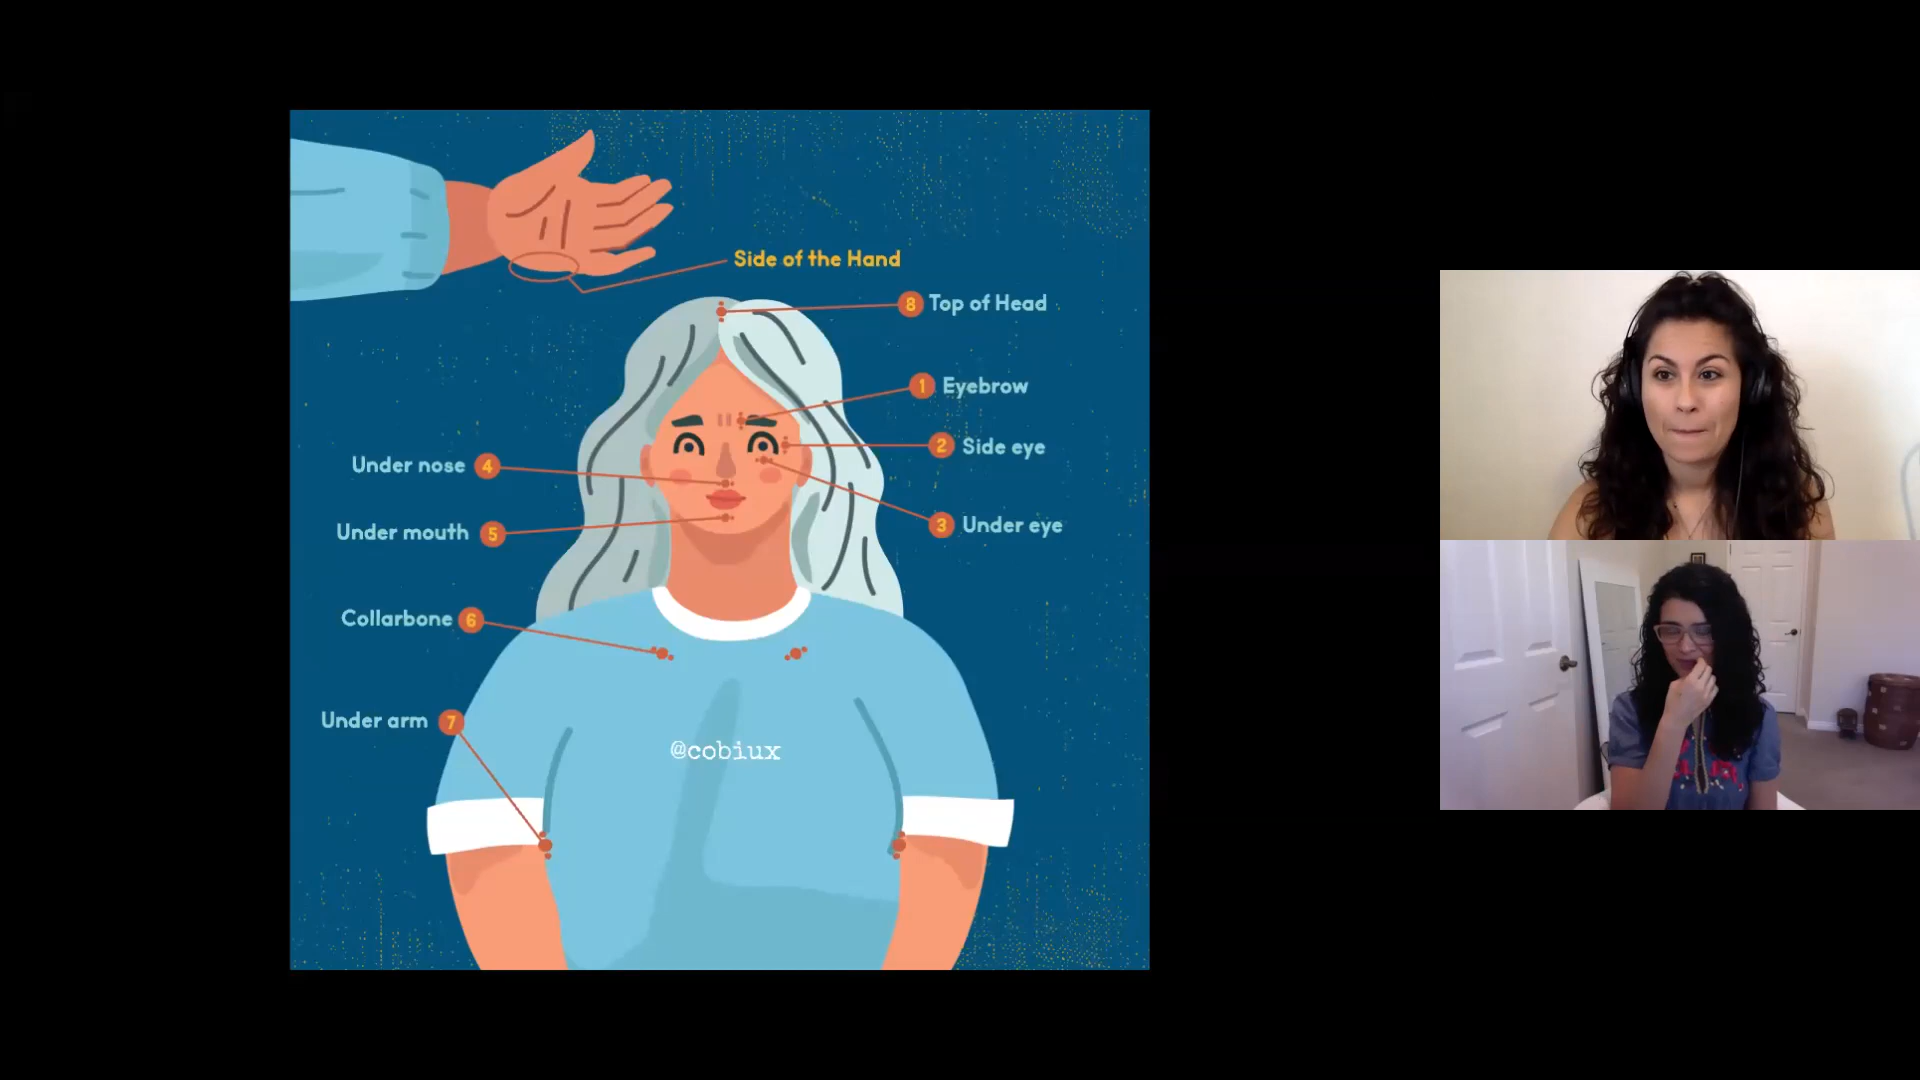 Side of the Hand
8 Top of Head
1 Eyebrow
2 Side eye
Under nose 4
3 Under eye
Under mouth 5
Collarbone 6
Under arm 7
@cobiux